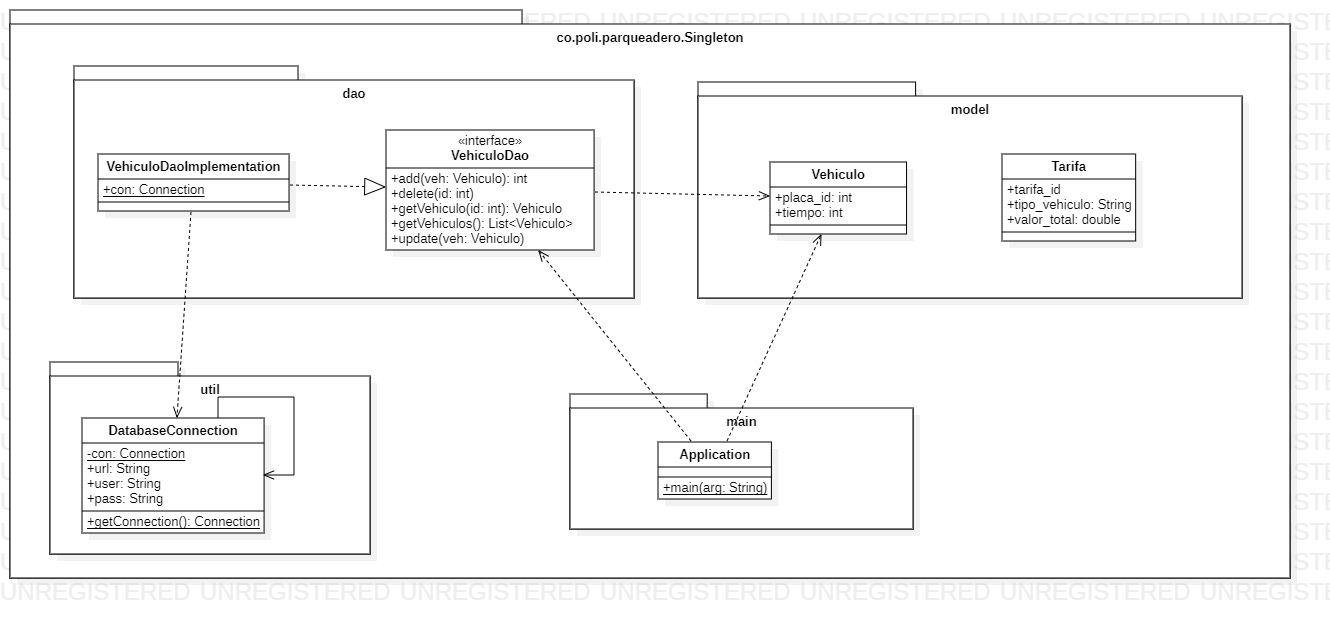 UNREGISTERED UNREGISTERED UNREGISTERED UNREGISTERED
co.poli.parqueadero.Singleton
dao
VehiculoDaoImplementation
+con: Connection
«interface»
VehiculoDao
+add(veh: Vehiculo): int
+delete(id: int)
+getVehiculo(id: int): Vehiculo
+getVehiculos(): List<Vehiculo>
+update(veh: Vehiculo)
model
Vehiculo
+placa_id: int
+tiempo: int
Tarifa
+tarifa_id
+tipo_vehiculo: String
+valor_total: double
util
DatabaseConnection
-con: Connection
+url: String
+user: String
+pass: String
+getConnection(): Connection
main
Application
+main(arg: String)
UNREGISTERED UNREGISTERED UNREGISTERED UNREGISTERED UNREGISTERED UNREGISTERED